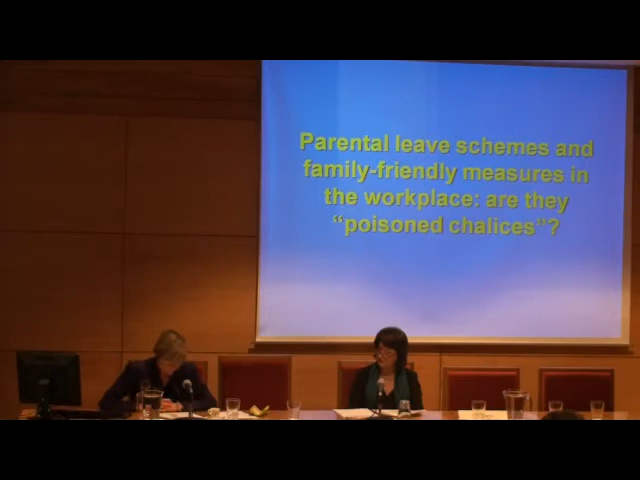 Parental leave schemes and
family-friendly measures in
the workplace: are they
“poisoned chalices”?